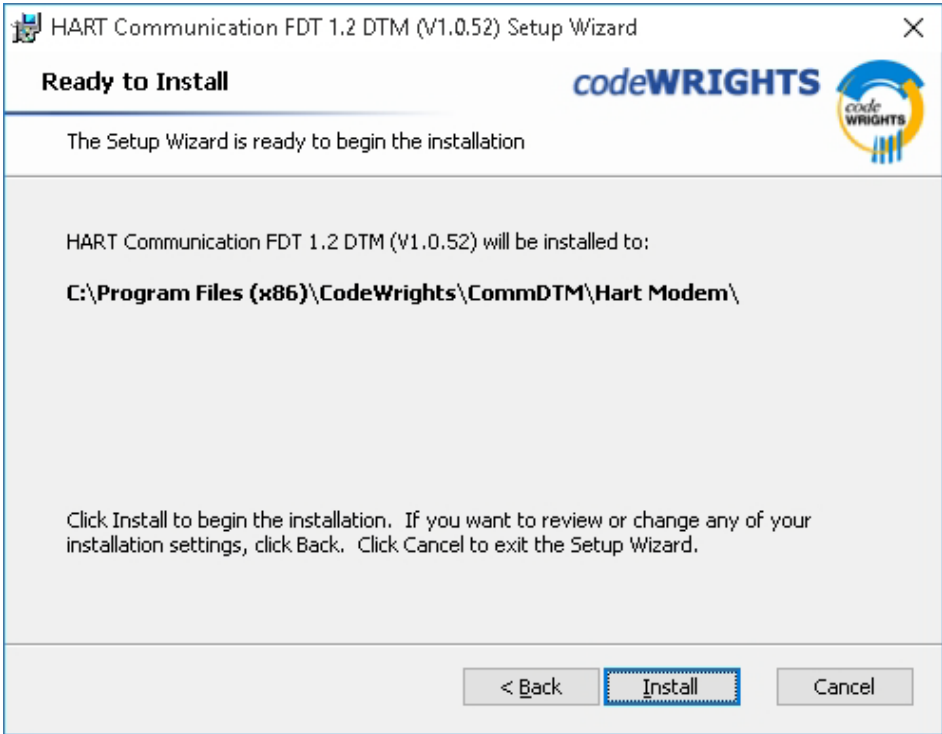 HART Communication FDT 1.2 DTM (V1.0.52) Setup Wizard
Ready to Install
codeWRIGHTS
code
WRIGHTS
The Setup Wizard is ready to begin the installation
HART Communication FDT 1.2 DTM (V1.0.52) will be installed to:
C:\Program Files (x86)\CodeWrights\CommDTM\Hart Modem\
Click Install to begin the installation.  If you want to review or change any of your
installation settings, click Back.  Click Cancel to exit the Setup Wizard.
< Back
Install
Cancel